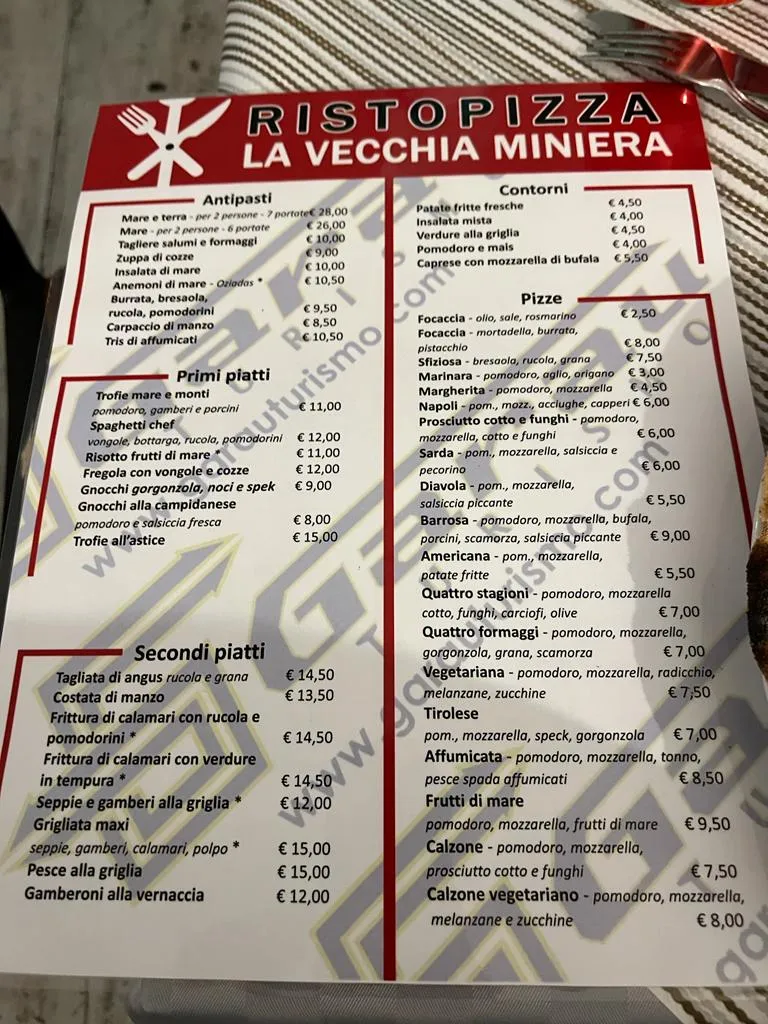 RISTOPIZZA
LA VECCHIA MINIERA
Antipasti
Mare e terra - per 2 persone - 7 portate € 28,00
Mare - per 2 persone - 6 portate € 26,00
Tagliere salumi e formaggi € 10,00
Zuppa di cozze € 9,00
Insalata di mare € 10,00
Anemoni di mare - Oziadas * € 10,50
Burrata, bresaola,
rucola, pomodorini € 9,50
Carpaccio di manzo € 8,50
Tris di affumicati € 10,50
Primi piatti
Trofie mare e monti
pomodoro, gamberi e porcini € 11,00
Spaghetti chef
vongole, bottarga, rucola, pomodorini € 12,00
Risotto frutti di mare * € 11,00
Fregola con vongole e cozze € 12,00
Gnocchi gorgonzola, noci e spek € 9,00
Gnocchi alla campidanese
pomodoro e salsiccia fresca € 8,00
Trofie all'astice € 15,00
Secondi piatti
Tagliata di angus rucola e grana € 14,50
Costata di manzo € 13,50
Frittura di calamari con rucola e
pomodorini * € 14,50
Frittura di calamari con verdure
in tempura * € 14,50
Seppie e gamberi alla griglia * € 12,00
Grigliata maxi
seppie, gamberi, calamari, polpo * € 15,00
Pesce alla griglia € 15,00
Gamberoni alla vernaccia € 12,00
Contorni
Patate fritte fresche € 4,50
Insalata mista € 4,00
Verdure alla griglia € 4,50
Pomodoro e mais € 4,00
Caprese con mozzarella di bufala € 5,50
Pizze
Focaccia - olio, sale, rosmarino € 2,50
Focaccia - mortadella, burrata,
pistacchio € 8,00
Sfiziosa - bresaola, rucola, grana € 7,50
Marinara - pomodoro, aglio, origano € 3,00
Margherita - pomodoro, mozzarella € 4,50
Napoli - pom., mozz., acciughe, capperi € 6,00
Prosciutto cotto e funghi - pomodoro,
mozzarella, cotto e funghi € 6,00
Sarda - pom., mozzarella, salsiccia e
pecorino € 6,00
Diavola - pom., mozzarella,
salsiccia piccante € 5,50
Barrosa - pomodoro, mozzarella, bufala,
porcini, scamorza, salsiccia piccante € 9,00
Americana - pom., mozzarella,
patate fritte € 5,50
Quattro stagioni - pomodoro, mozzarella
cotto, funghi, carciofi, olive € 7,00
Quattro formaggi - pomodoro, mozzarella,
gorgonzola, grana, scamorza € 7,00
Vegetariana - pomodoro, mozzarella, radicchio,
melanzane, zucchine € 7,50
Tirolese
pom., mozzarella, speck, gorgonzola € 7,00
Affumicata - pomodoro, mozzarella, tonno,
pesce spada affumicati € 8,50
Frutti di mare
pomodoro, mozzarella, frutti di mare € 9,50
Calzone - pomodoro, mozzarella,
prosciutto cotto e funghi € 7,50
Calzone vegetariano - pomodoro, mozzarella,
melanzane e zucchine € 8,00
Garau
TURISMO
www.garauturismo.com
Garau
TURISMO
www.garauturismo.com